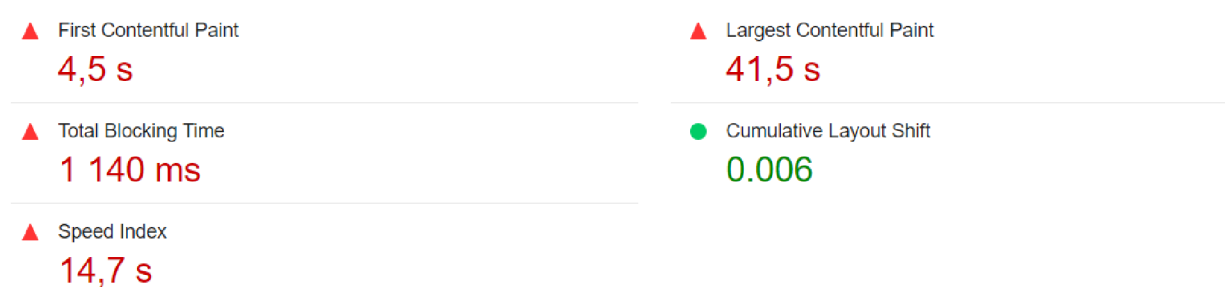 First Contentful Paint
4,5 s
Largest Contentful Paint
41,5 s
Total Blocking Time
1 140 ms
Cumulative Layout Shift
0.006
Speed Index
14,7 s